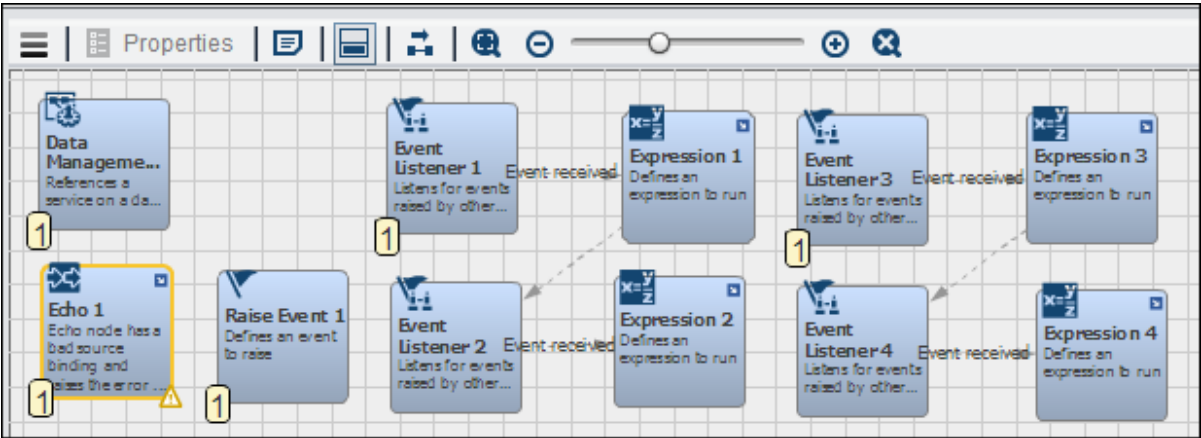 Properties
Data
Manageme...
References a
service on a da...
1
Event
Listener 1
Listens for events
raised by other...
1
Event received
x=y/z
Expression 1
Defines an
expression to run
Event
Listener 3
Listens for events
raised by other...
1
Event received
x=y/z
Expression 3
Defines an
expression to run
Echo 1
Echo node has a
bad source
binding and
raises the error ...
1
Raise Event 1
Defines an event
to raise
1
Event
Listener 2
Listens for events
raised by other...
Event received
x=y/z
Expression 2
Defines an
expression to run
Event
Listener 4
Listens for events
raised by other...
Event received
x=y/z
Expression 4
Defines an
expression to run